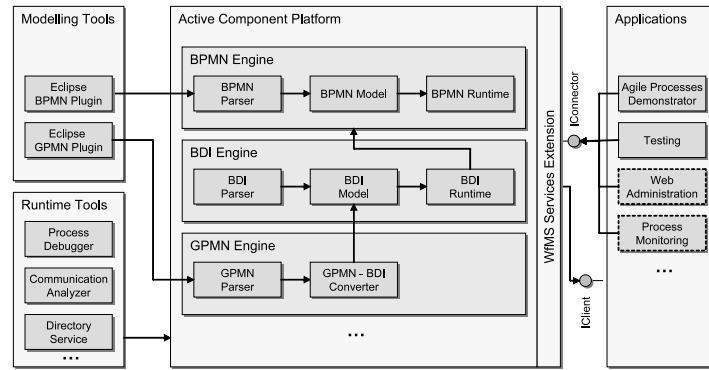 Modelling Tools
Eclipse
BPMN Plugin
Eclipse
GPMN Plugin
Runtime Tools
Process
Debugger
Communication
Analyzer
Directory
Service
...
Active Component Platform
BPMN Engine
BPMN
Parser
BPMN Model
BPMN Runtime
BDI Engine
BDI
Parser
BDI
Model
BDI
Runtime
GPMN Engine
GPMN
Parser
GPMN – BDI
Converter
...
WfMS Services Extension
IConnector
IClient
Applications
Agile Processes
Demonstrator
Testing
Web
Administration
Process
Monitoring
...